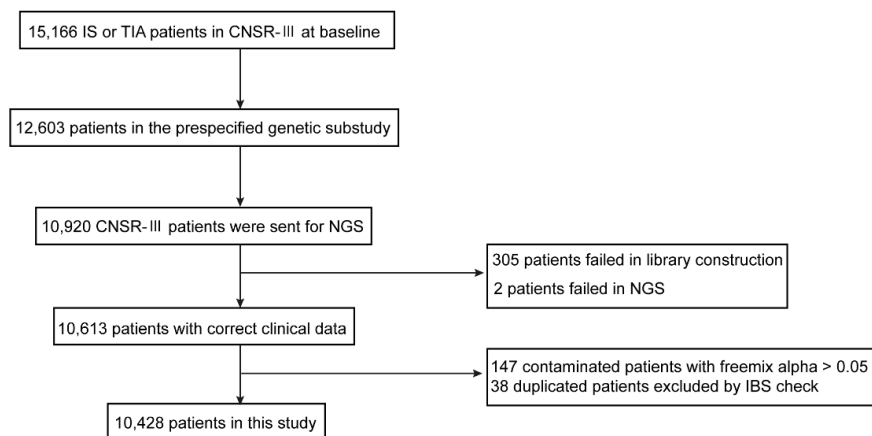 15,166 IS or TIA patients in CNSR-Ⅲ at baseline
12,603 patients in the prespecified genetic substudy
10,920 CNSR-Ⅲ patients were sent for NGS
305 patients failed in library construction
2 patients failed in NGS
10,613 patients with correct clinical data
147 contaminated patients with freemix alpha > 0.05
38 duplicated patients excluded by IBS check
10,428 patients in this study